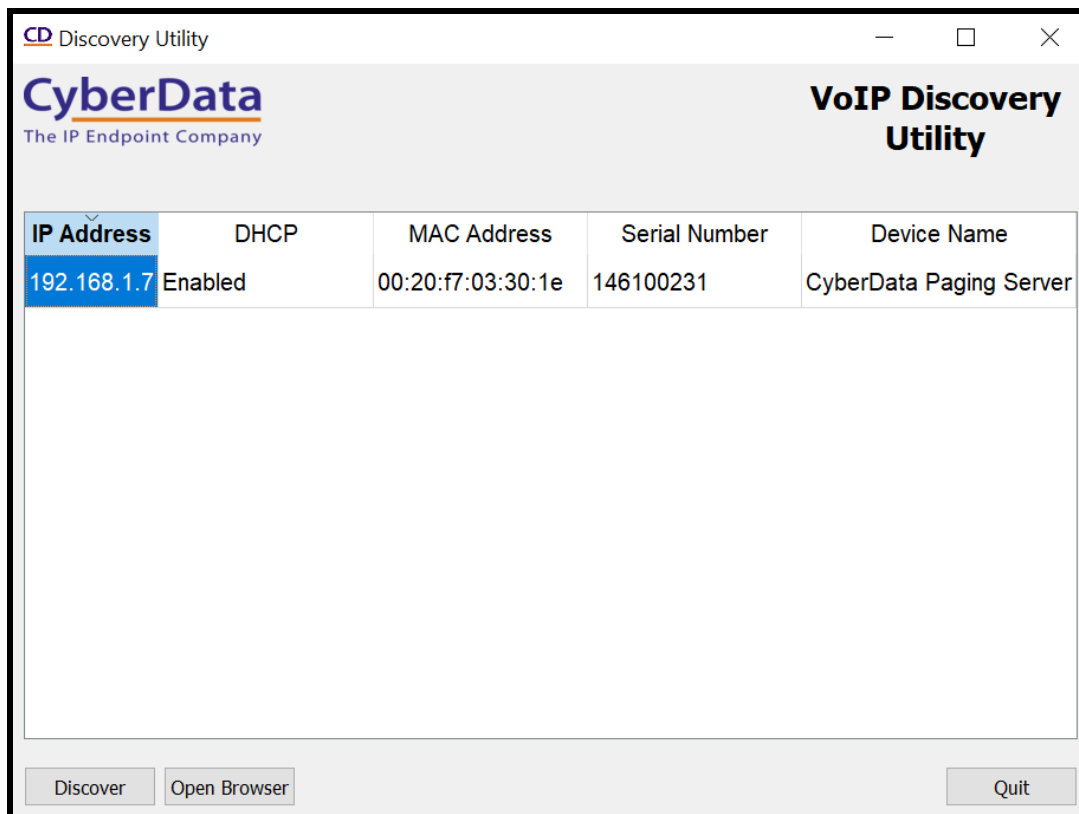 CD Discovery Utility
CyberData
The IP Endpoint Company
VoIP Discovery
Utility
IP Address DHCP MAC Address Serial Number Device Name
192.168.1.7 Enabled 00:20:f7:03:30:1e 146100231 CyberData Paging Server
Discover Open Browser Quit